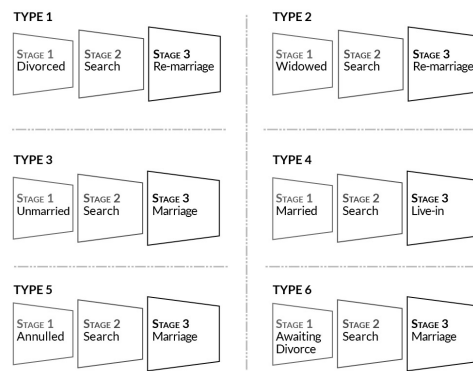 TYPE 1
STAGE 1
Divorced
STAGE 2
Search
STAGE 3
Re-marriage
TYPE 2
STAGE 1
Widowed
STAGE 2
Search
STAGE 3
Re-marriage
TYPE 3
STAGE 1
Unmarried
STAGE 2
Search
STAGE 3
Marriage
TYPE 4
STAGE 1
Married
STAGE 2
Search
STAGE 3
Live-in
TYPE 5
STAGE 1
Annulled
STAGE 2
Search
STAGE 3
Marriage
TYPE 6
STAGE 1
Awaiting
Divorce
STAGE 2
Search
STAGE 3
Marriage